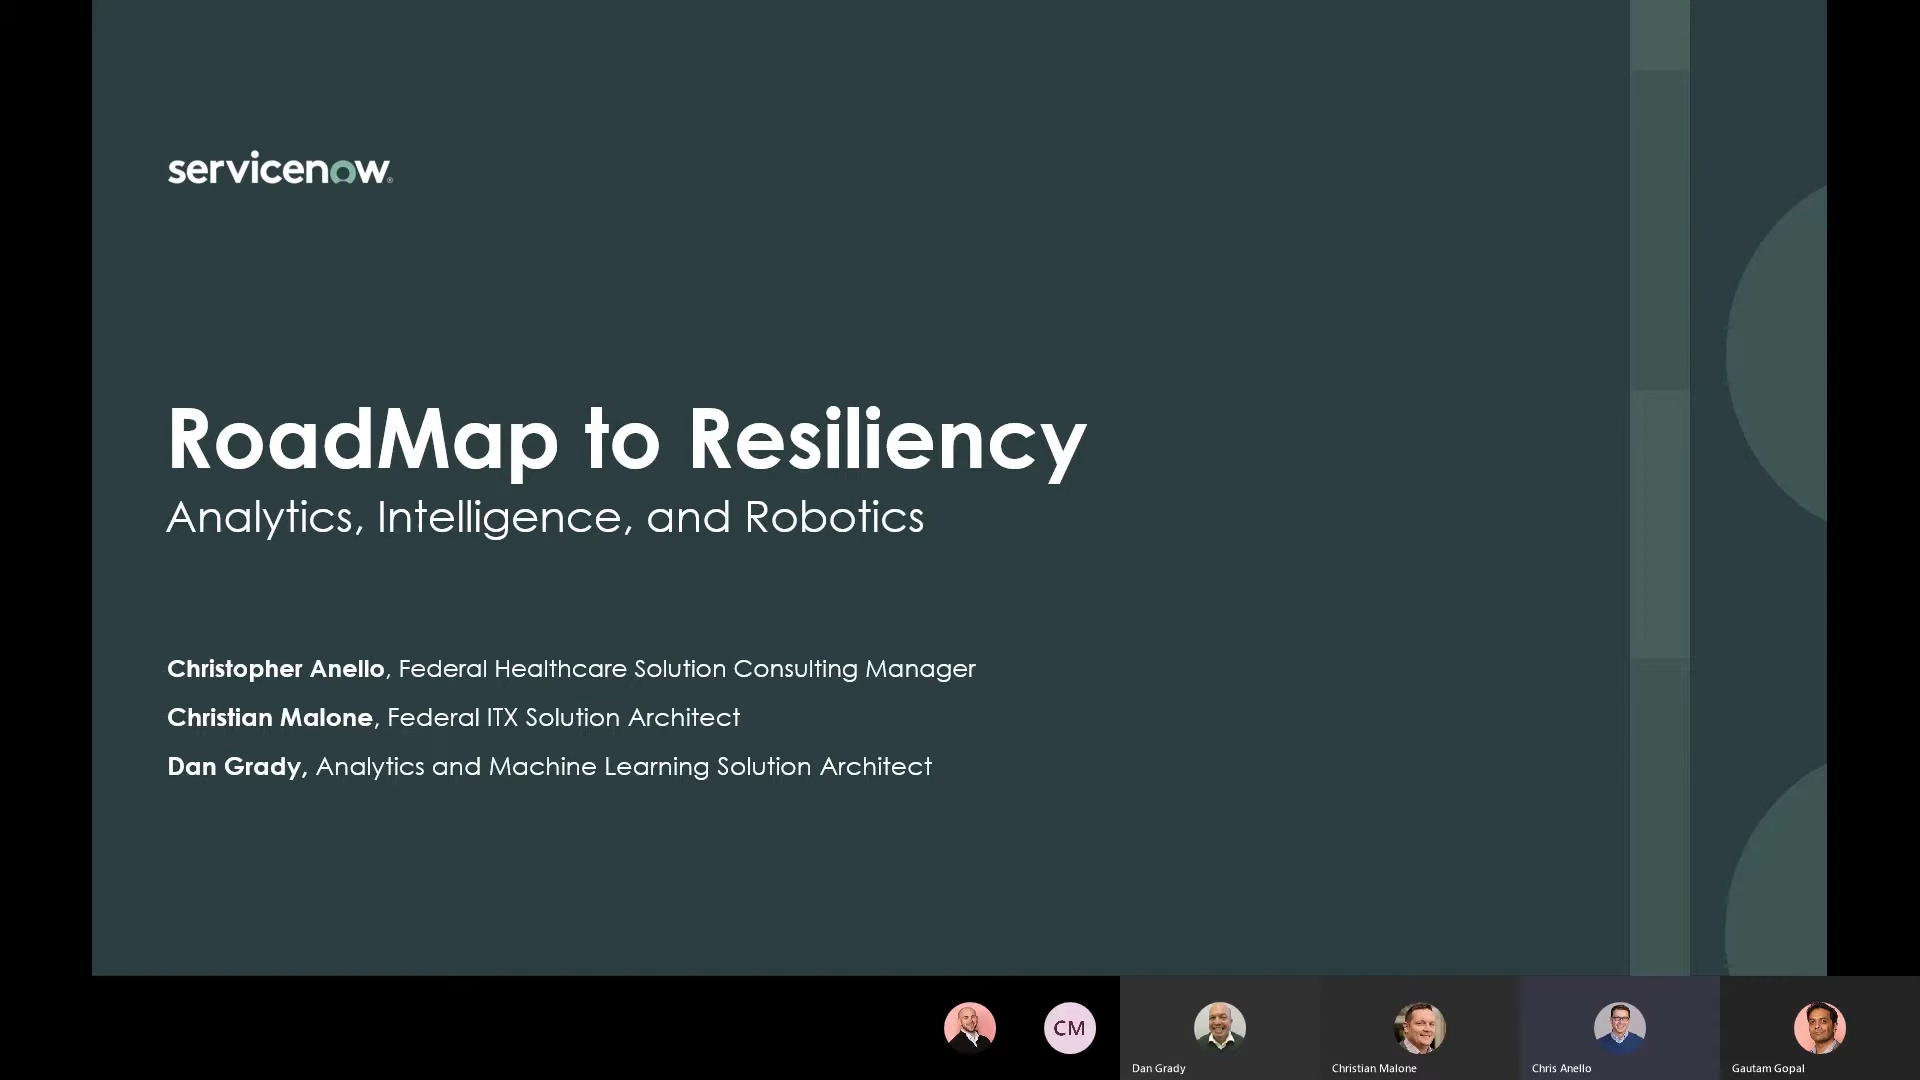 servicenow®
RoadMap to Resiliency
Analytics, Intelligence, and Robotics
Christopher Anello, Federal Healthcare Solution Consulting Manager
Christian Malone, Federal ITX Solution Architect
Dan Grady, Analytics and Machine Learning Solution Architect
CM
Dan Grady
Christian Malone
Chris Anello
Gautam Gopal